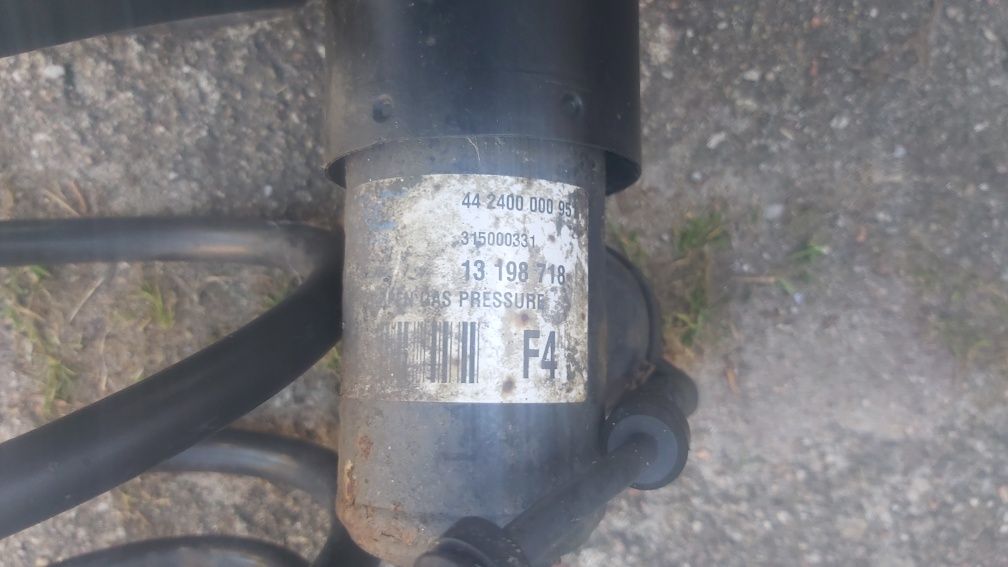 44 2400 000 95
315000331
13 198 718
GAS PRESSURE
F4